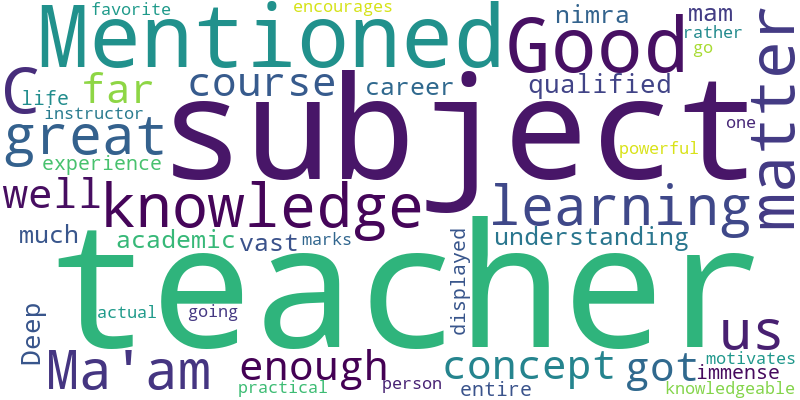 favorite
encourages
Mentioned
Good
nimra
mam
rather
go
C
life
far
course
career
qualified
matter
instructor
great
subject
one
experience
powerful
well
knowledge
learning
much
academic
vast
marks
displayed
understanding
teacher
Deep
actual
going
us
Ma'am
enough
concept
got
motivates
immense
practical
person
entire
knowledgeable